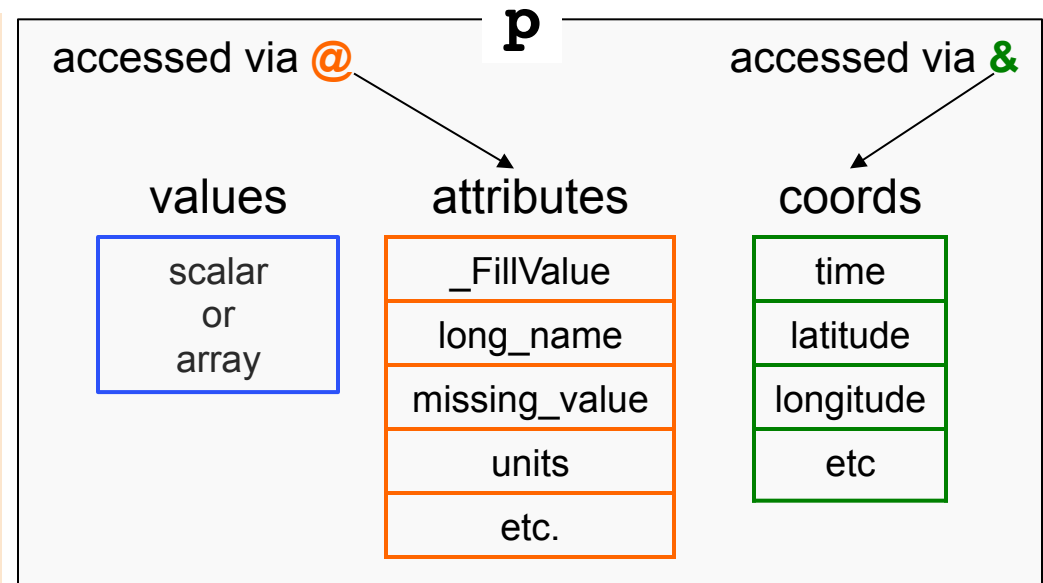 p
accessed via @
accessed via &
values
scalar
or
array
attributes
_FillValue
long_name
missing_value
units
etc.
coords
time
latitude
longitude
etc